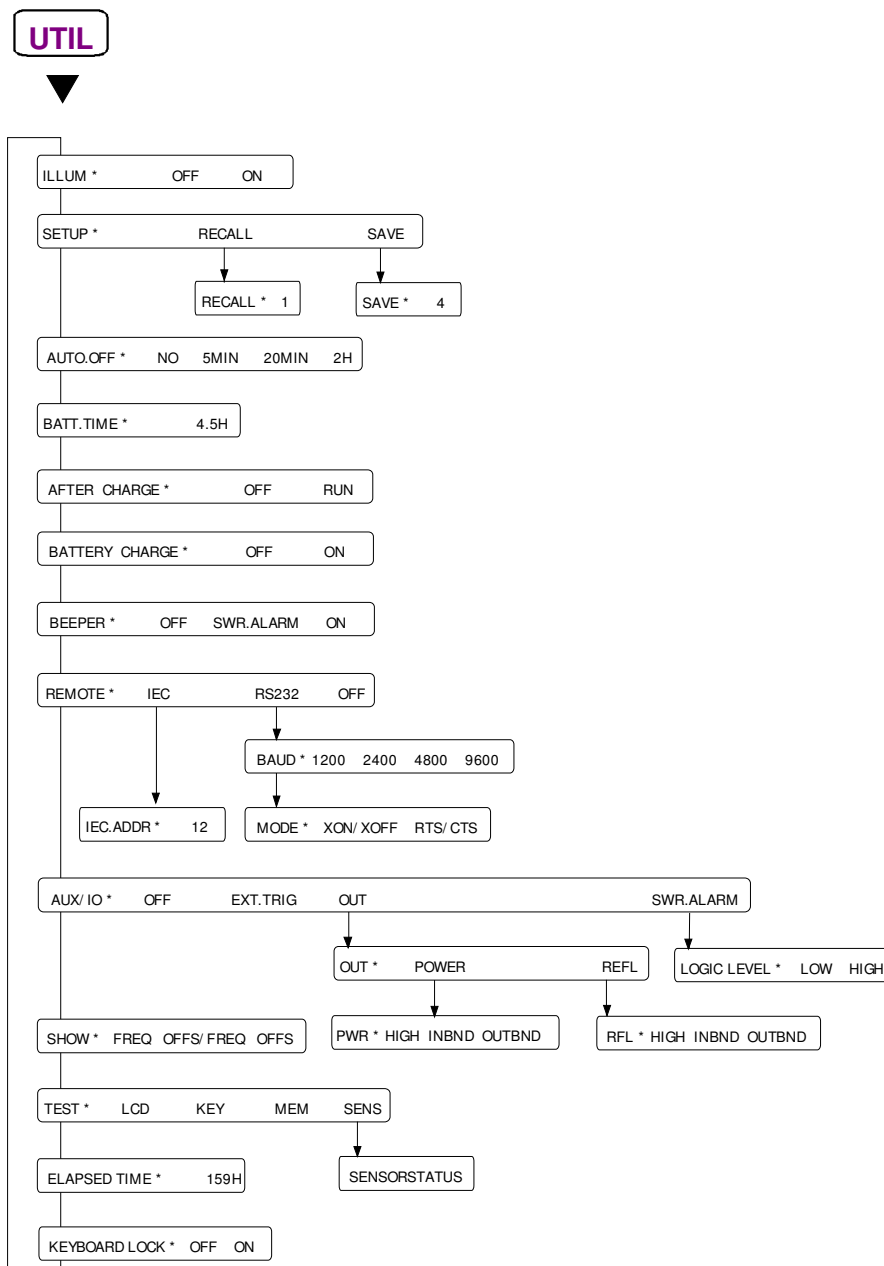 UTIL
ILLUM * OFF ON
SETUP * RECALL SAVE
RECALL * 1 SAVE * 4
AUTO.OFF * NO 5MIN 20MIN 2H
BATT.TIME * 4.5H
AFTER CHARGE * OFF RUN
BATTERY CHARGE * OFF ON
BEEPER * OFF SWR.ALARM ON
REMOTE * IEC RS232 OFF
BAUD * 1200 2400 4800 9600
IEC.ADDR * 12 MODE * XON/XOFF RTS/CTS
AUX/IO * OFF EXT.TRIG OUT SWR.ALARM
OUT * POWER REFL LOGIC LEVEL * LOW HIGH
SHOW * FREQ OFFS/FREQ OFFS PWR * HIGH INBND OUTBND RFL * HIGH INBND OUTBND
TEST * LCD KEY MEM SENS
ELAPSED TIME * 159H SENSORSTATUS
KEYBOARD LOCK * OFF ON